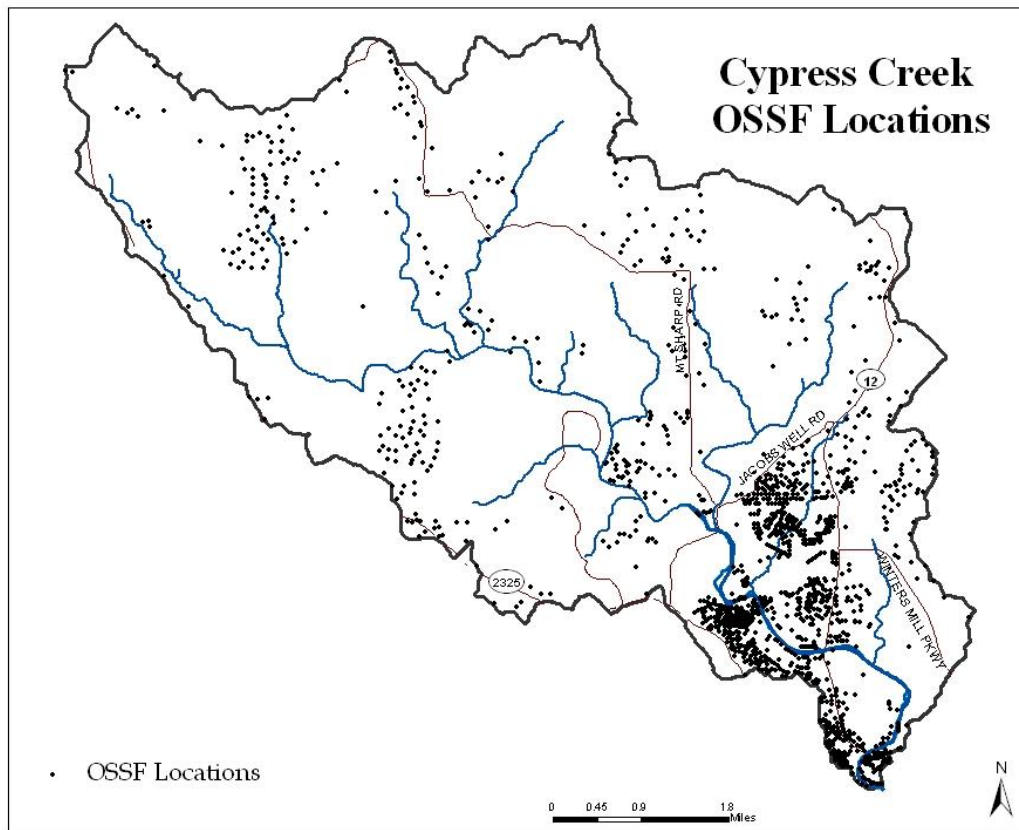 Cypress Creek
OSSF Locations
MT SHARP RD
12
JACOBS WELL RD
2325
WINTERS MILL PKWY
OSSF Locations
N
0 0.45 0.9 1.8
Miles